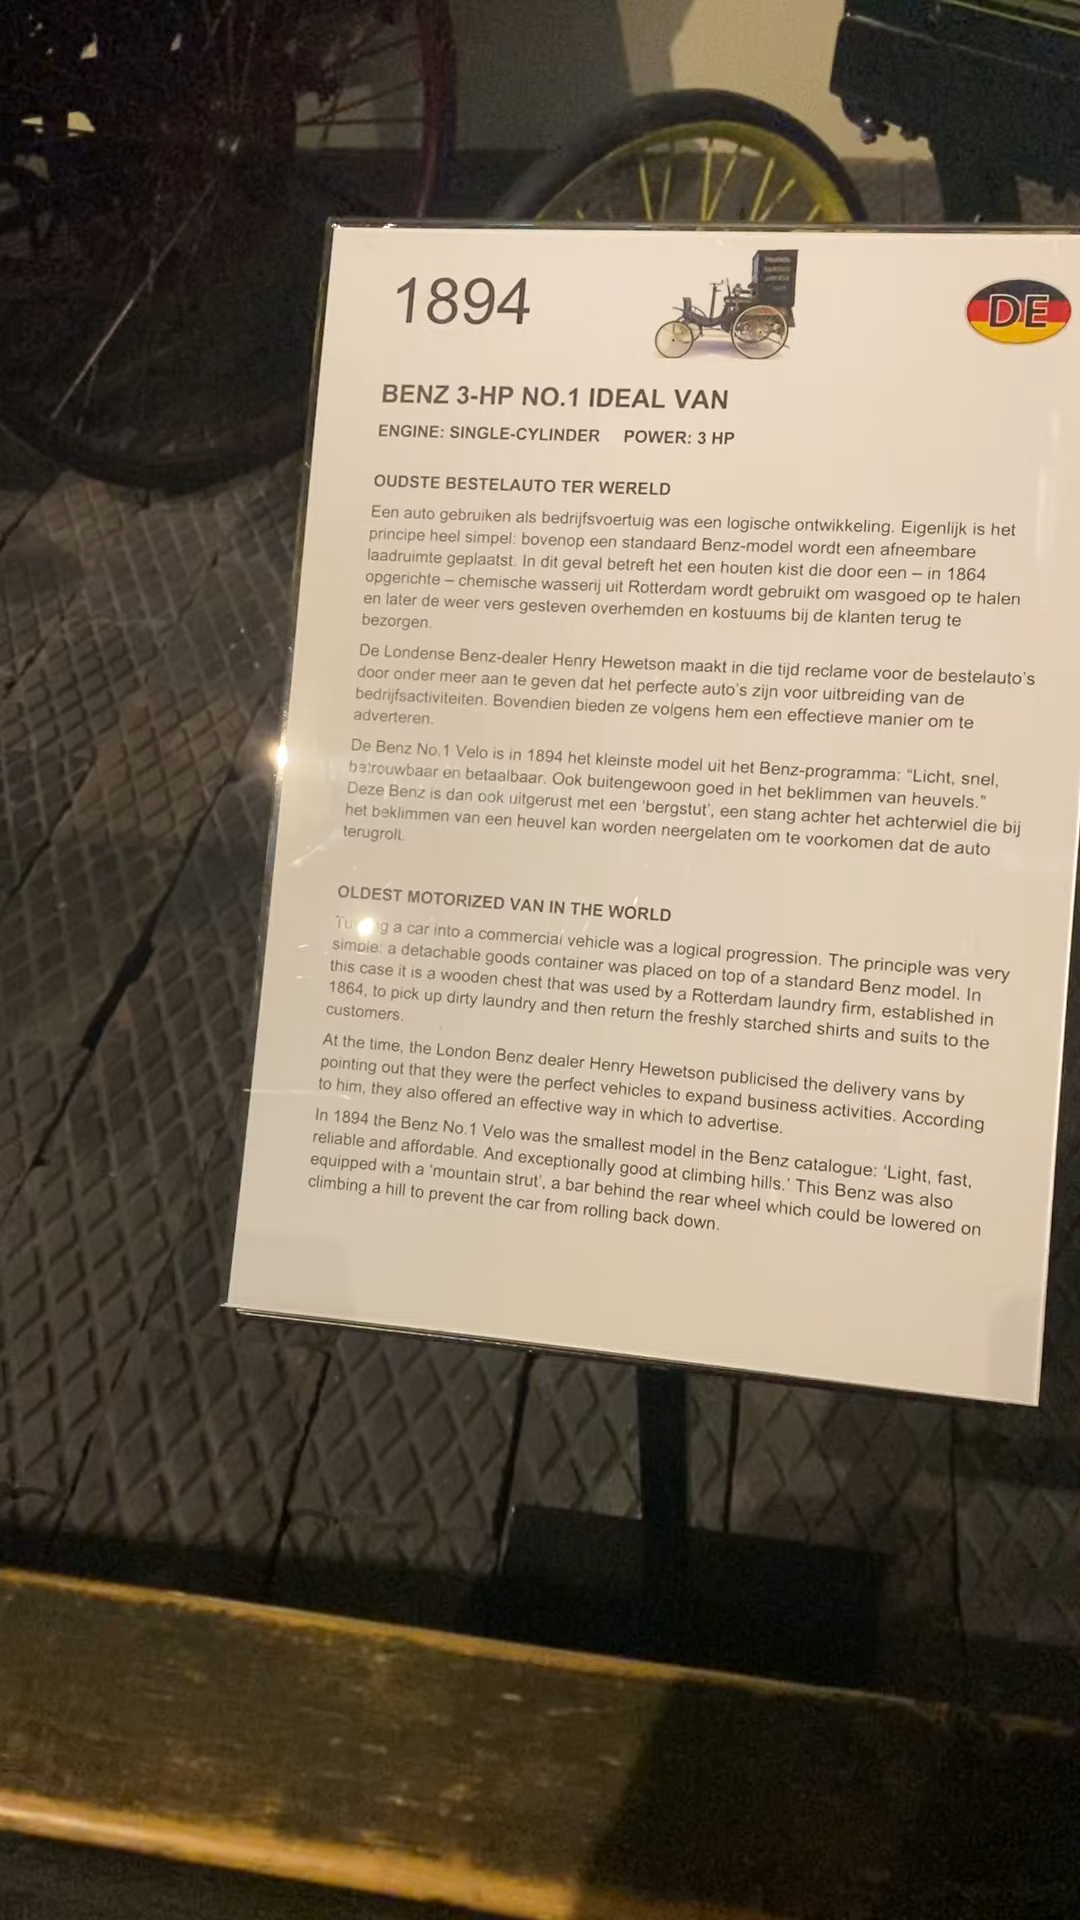 1894
DE
BENZ 3-HP NO.1 IDEAL VAN
ENGINE: SINGLE-CYLINDER POWER: 3 HP
OUDSTE BESTELAUTO TER WERELD
Een auto gebruiken als bedrijfsvoertuig was een logische ontwikkeling. Eigenlijk is het
principe heel simpel: bovenop een standaard Benz-model wordt een afneembare
laadruimte geplaatst. In dit geval betreft het een houten kist die door een – in 1864
opgerichte – chemische wasserij uit Rotterdam wordt gebruikt om wasgoed op te halen
en later de weer vers gesteven overhemden en kostuums bij de klanten terug te
bezorgen.
De Londense Benz-dealer Henry Hewetson maakt in die tijd reclame voor de bestelauto's
door onder meer aan te geven dat het perfecte auto's zijn voor uitbreiding van de
bedrijfsactiviteiten. Bovendien bieden ze volgens hem een effectieve manier om te
adverteren.
De Benz No.1 Velo is in 1894 het kleinste model uit het Benz-programma: “Licht, snel,
betrouwbaar en betaalbaar. Ook buitengewoon goed in het beklimmen van heuvels.”
Deze Benz is dan ook uitgerust met een ‘bergstut’, een stang achter het achterwiel die bij
het beklimmen van een heuvel kan worden neergelaten om te voorkomen dat de auto
terugrolt.
OLDEST MOTORIZED VAN IN THE WORLD
a car into a commercial vehicle was a logical progression. The principle was very
simple: a detachable goods container was placed on top of a standard Benz model. In
this case it is a wooden chest that was used by a Rotterdam laundry firm, established in
1864, to pick up dirty laundry and then return the freshly starched shirts and suits to the
customers.
At the time, the London Benz dealer Henry Hewetson publicised the delivery vans by
pointing out that they were the perfect vehicles to expand business activities. According
to him, they also offered an effective way in which to advertise.
In 1894 the Benz No.1 Velo was the smallest model in the Benz catalogue: ‘Light, fast,
reliable and affordable. And exceptionally good at climbing hills.’ This Benz was also
equipped with a ‘mountain strut’, a bar behind the rear wheel which could be lowered on
climbing a hill to prevent the car from rolling back down.